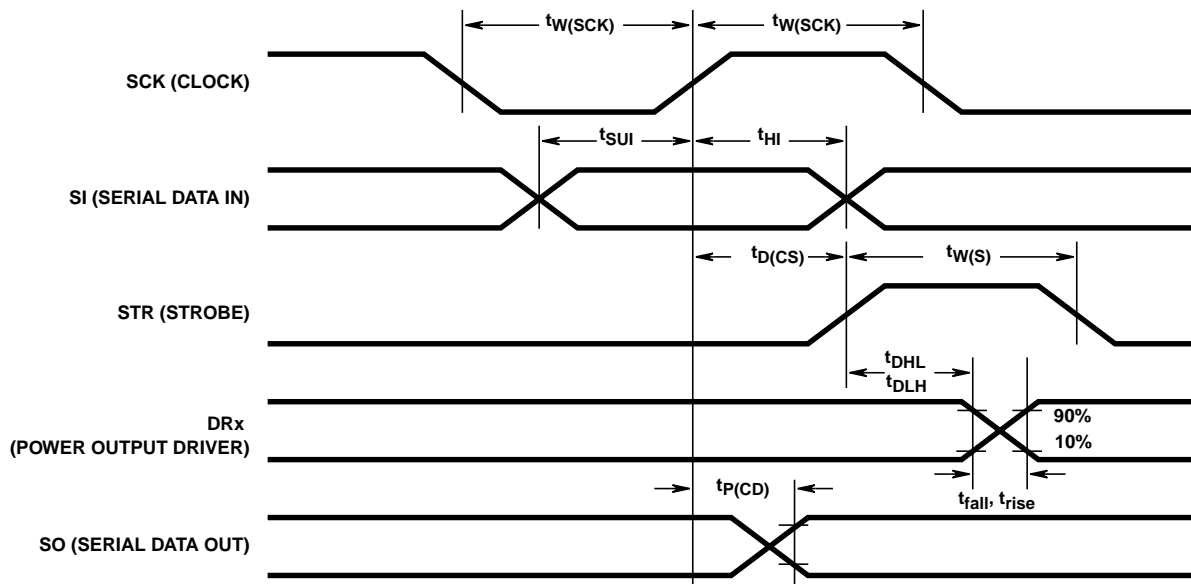 tW(SCK) tW(SCK)
SCK (CLOCK)
tSUI tHI
SI (SERIAL DATA IN)
tD(CS) tW(S)
STR (STROBE)
tDHL
tDLH
DRx
(POWER OUTPUT DRIVER)
90%
10%
tP(CD)
tfall, trise
SO (SERIAL DATA OUT)